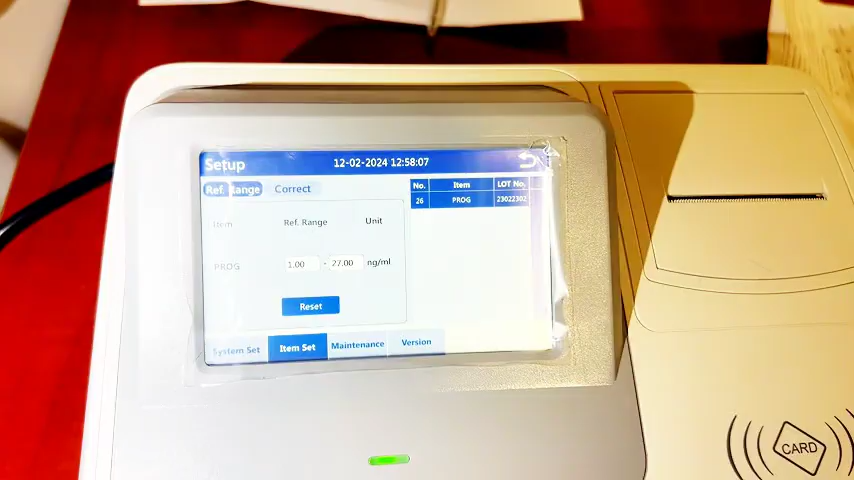 Setup 12-02-2024 12:58:07
Ref. Range Correct
No. Item LOT No.
26 PROG 23022302
Item Ref. Range Unit
PROG 1.00 - 27.00 ng/ml
Reset
System Set Item Set Maintenance Version
CARD